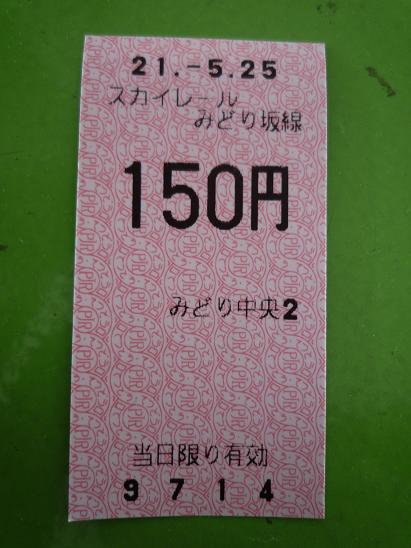 21.-5.25
スカイレール
みどり坂線
150円
みどり中央2
当日限り有効
9714